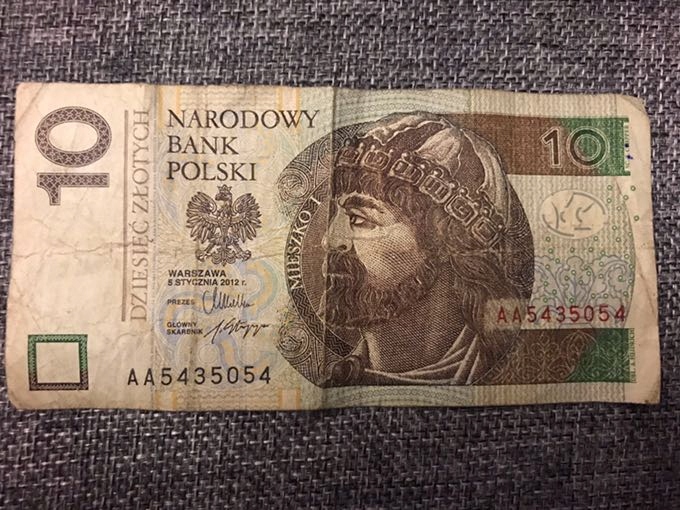 10
DZIESIĘĆ ZŁOTYCH
NARODOWY
BANK
POLSKI
WARSZAWA
5 STYCZNIA 2012 r.
PREZES
GŁÓWNY
SKARBNIK
AA5435054
MIESZKO I
10
AA5435054